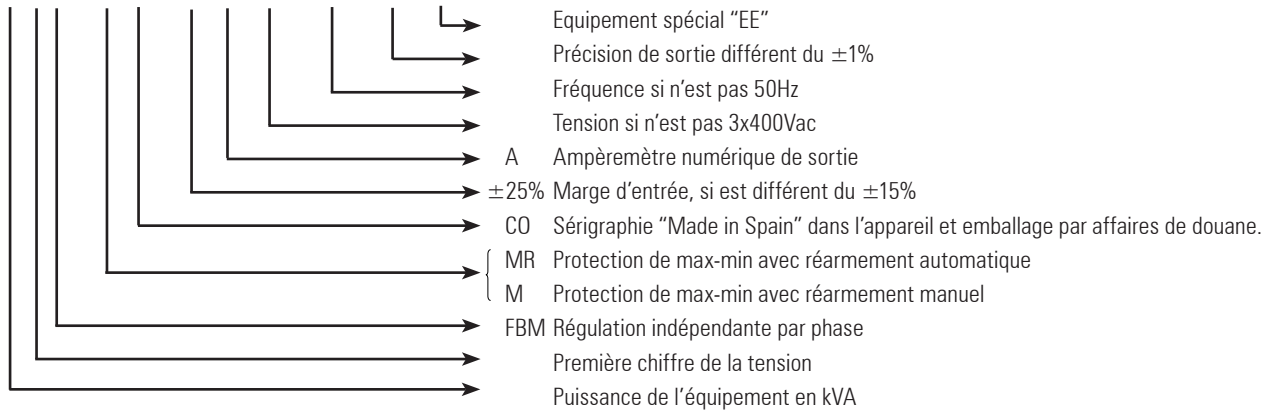 Equipement spécial “EE”
Précision de sortie différent du ±1%
Fréquence si n’est pas 50Hz
Tension si n’est pas 3x400Vac
A Ampèremètre numérique de sortie
±25% Marge d’entrée, si est différent du ±15%
CO Sérigraphie “Made in Spain” dans l’appareil et emballage par affaires de douane.
MR Protection de max-min avec réarmement automatique
M Protection de max-min avec réarmement manuel
FBM Régulation indépendante par phase
Première chiffre de la tension
Puissance de l’équipement en kVA